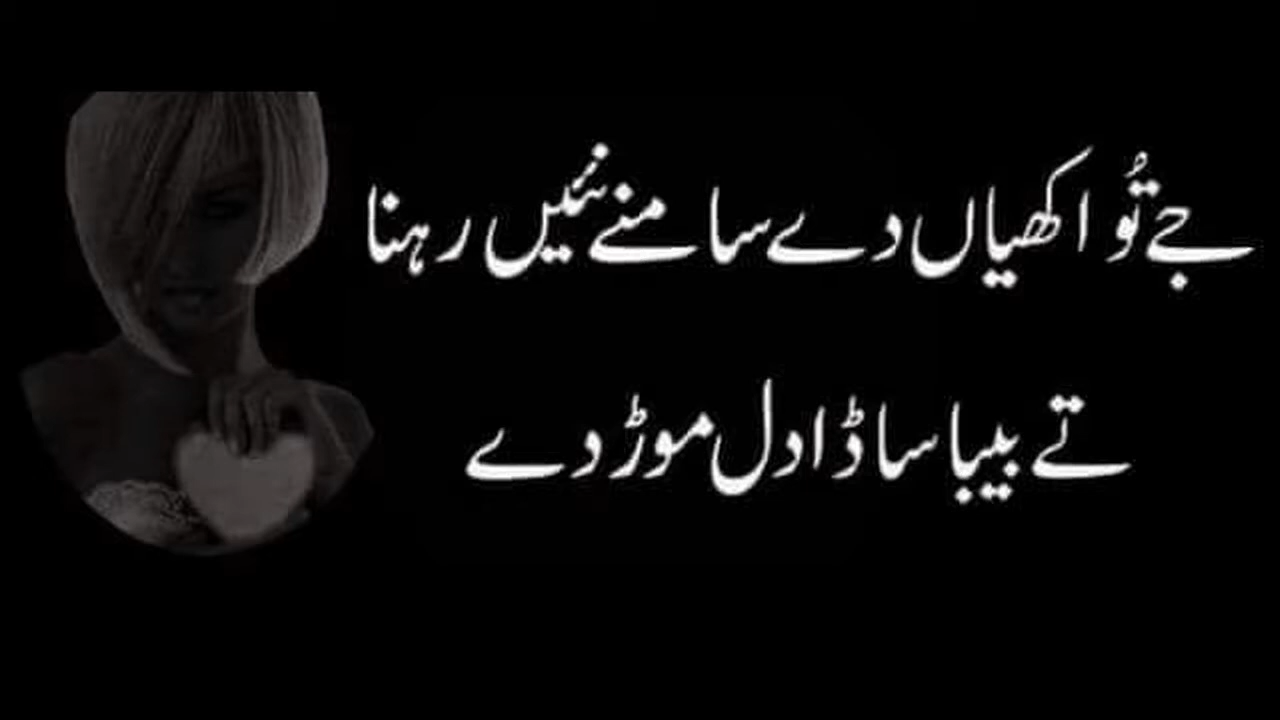 جے تُو اکھیاں دے سامنے نئیں رہنا
تے بیبا ساڈا دل موڑ دے